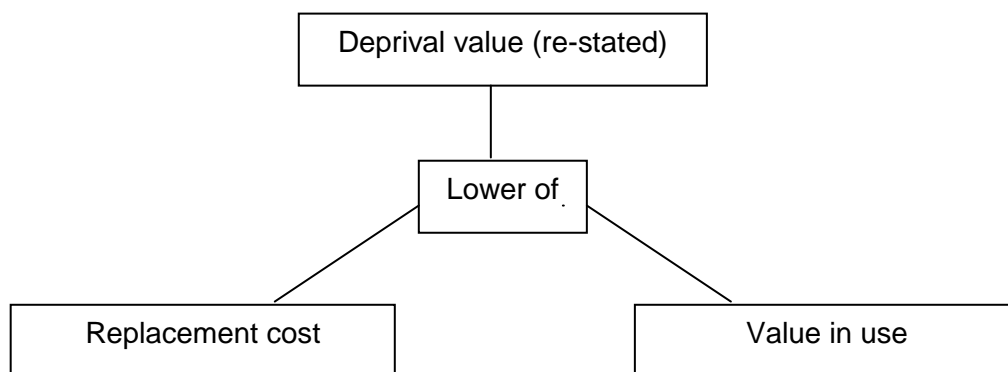 Deprival value (re-stated)
Lower of.
Replacement cost
Value in use